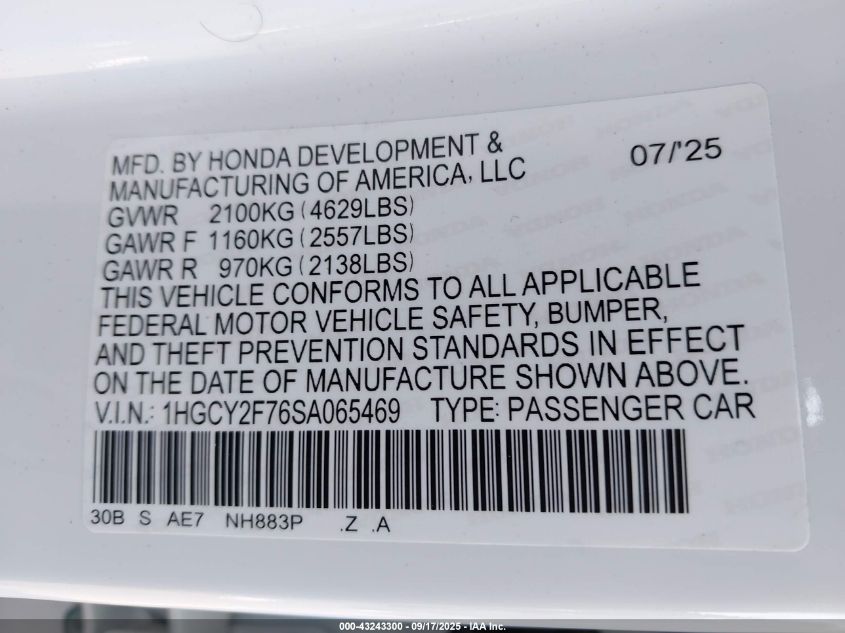 MFD. BY HONDA DEVELOPMENT & 07/'25
MANUFACTURING OF AMERICA, LLC
GVWR 2100KG (4629LBS)
GAWR F 1160KG (2557LBS)
GAWR R 970KG (2138LBS)
THIS VEHICLE CONFORMS TO ALL APPLICABLE
FEDERAL MOTOR VEHICLE SAFETY, BUMPER,
AND THEFT PREVENTION STANDARDS IN EFFECT
ON THE DATE OF MANUFACTURE SHOWN ABOVE.
V.I.N.: 1HGCY2F76SA065469 TYPE: PASSENGER CAR
30B S AE7 NH883P .Z .A
000-43243300 - 09/17/2025 - IAA Inc.